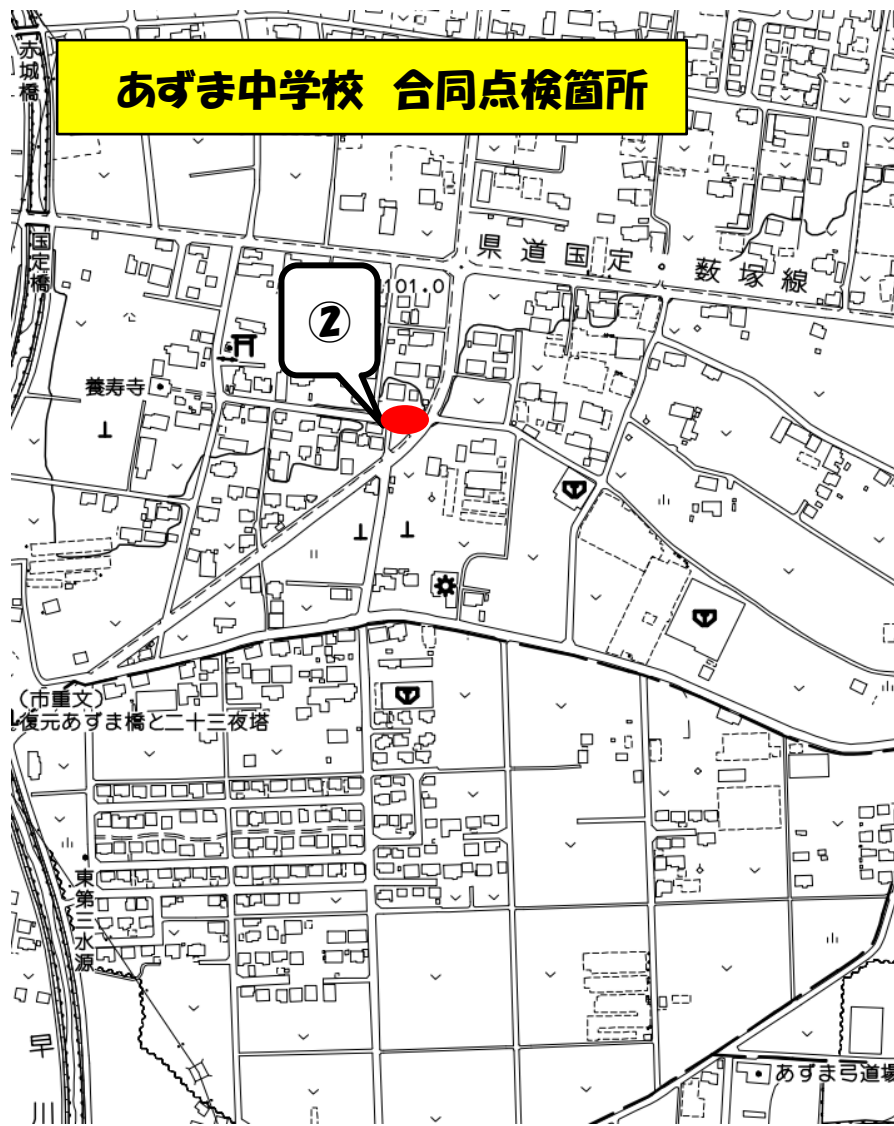 あずま中学校 合同点検箇所
赤城橋
国定橋
県道国定・薮塚線
101.0
②
養寿寺
(市重文)
復元あずま橋と二十三夜塔
東第三水源
早川
あずま弓道場